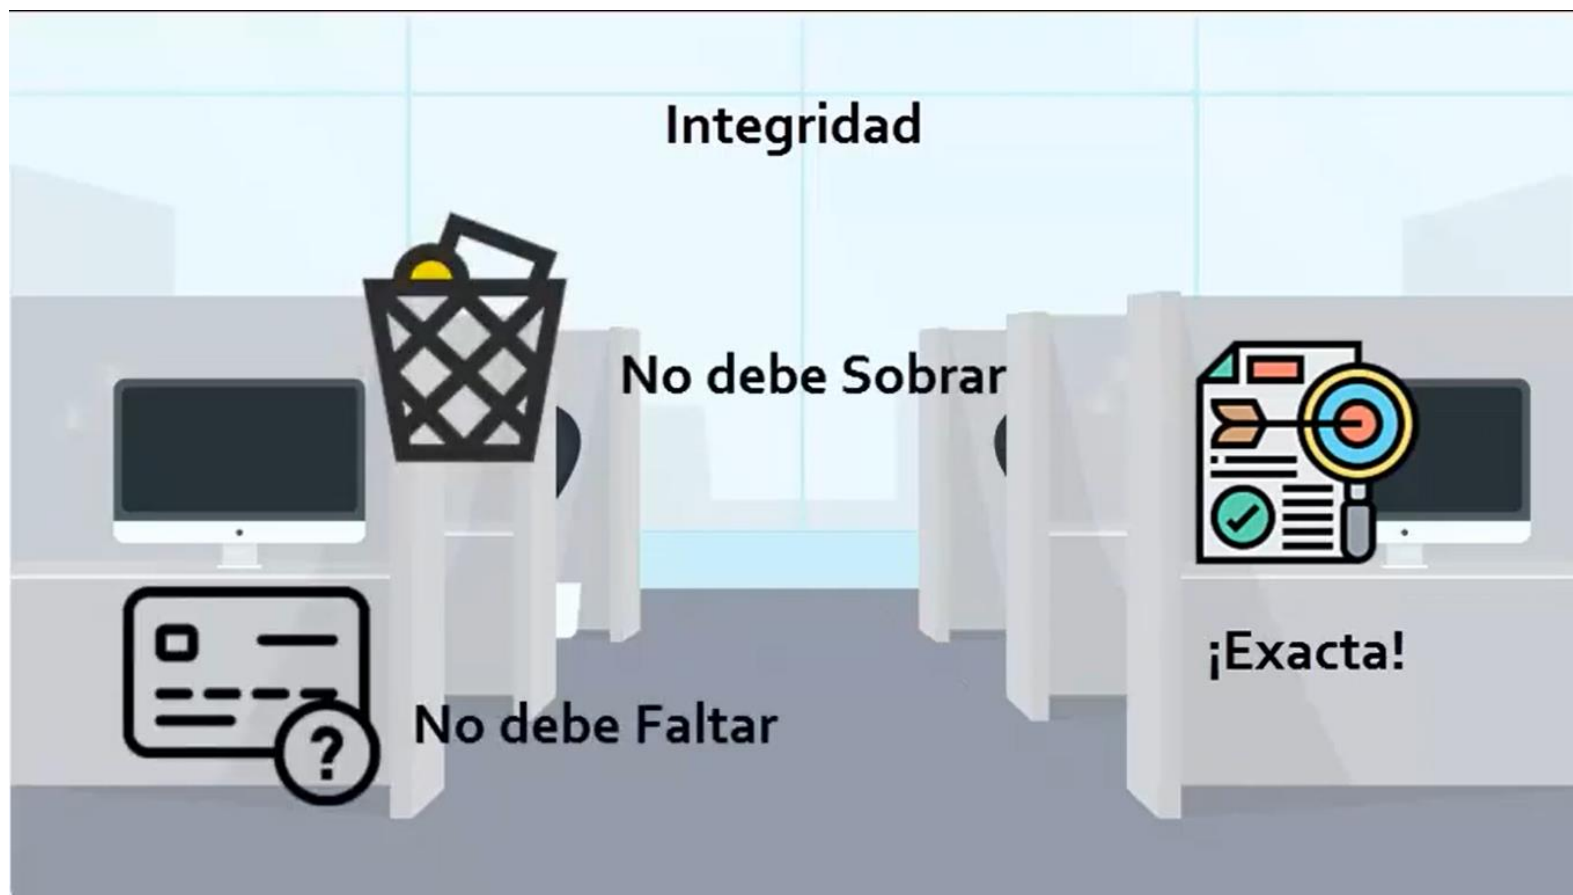 Integridad
No debe Sobrar
¡Exacta!
No debe Faltar
?